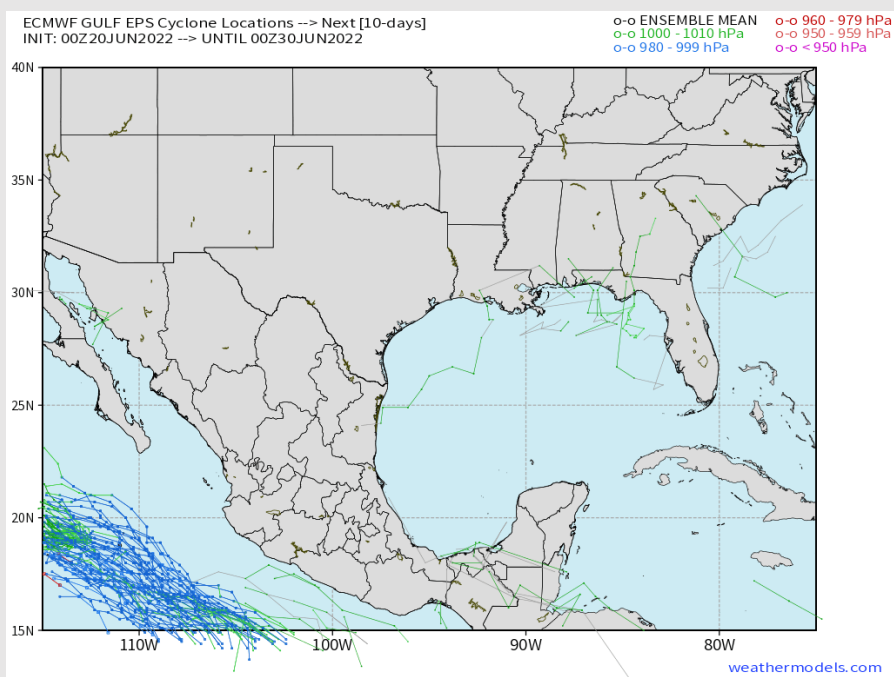 ECMWF GULF EPS Cyclone Locations --> Next [10-days]
INIT: 00Z20JUN2022 --> UNTIL 00Z30JUN2022
o-o ENSEMBLE MEAN
o-o 1000 - 1010 hPa
o-o 980 - 999 hPa
o-o 960 - 979 hPa
o-o 950 - 959 hPa
o-o < 950 hPa
40N
35N
30N
25N
20N
15N
110W
100W
90W
80W
weathermodels.com